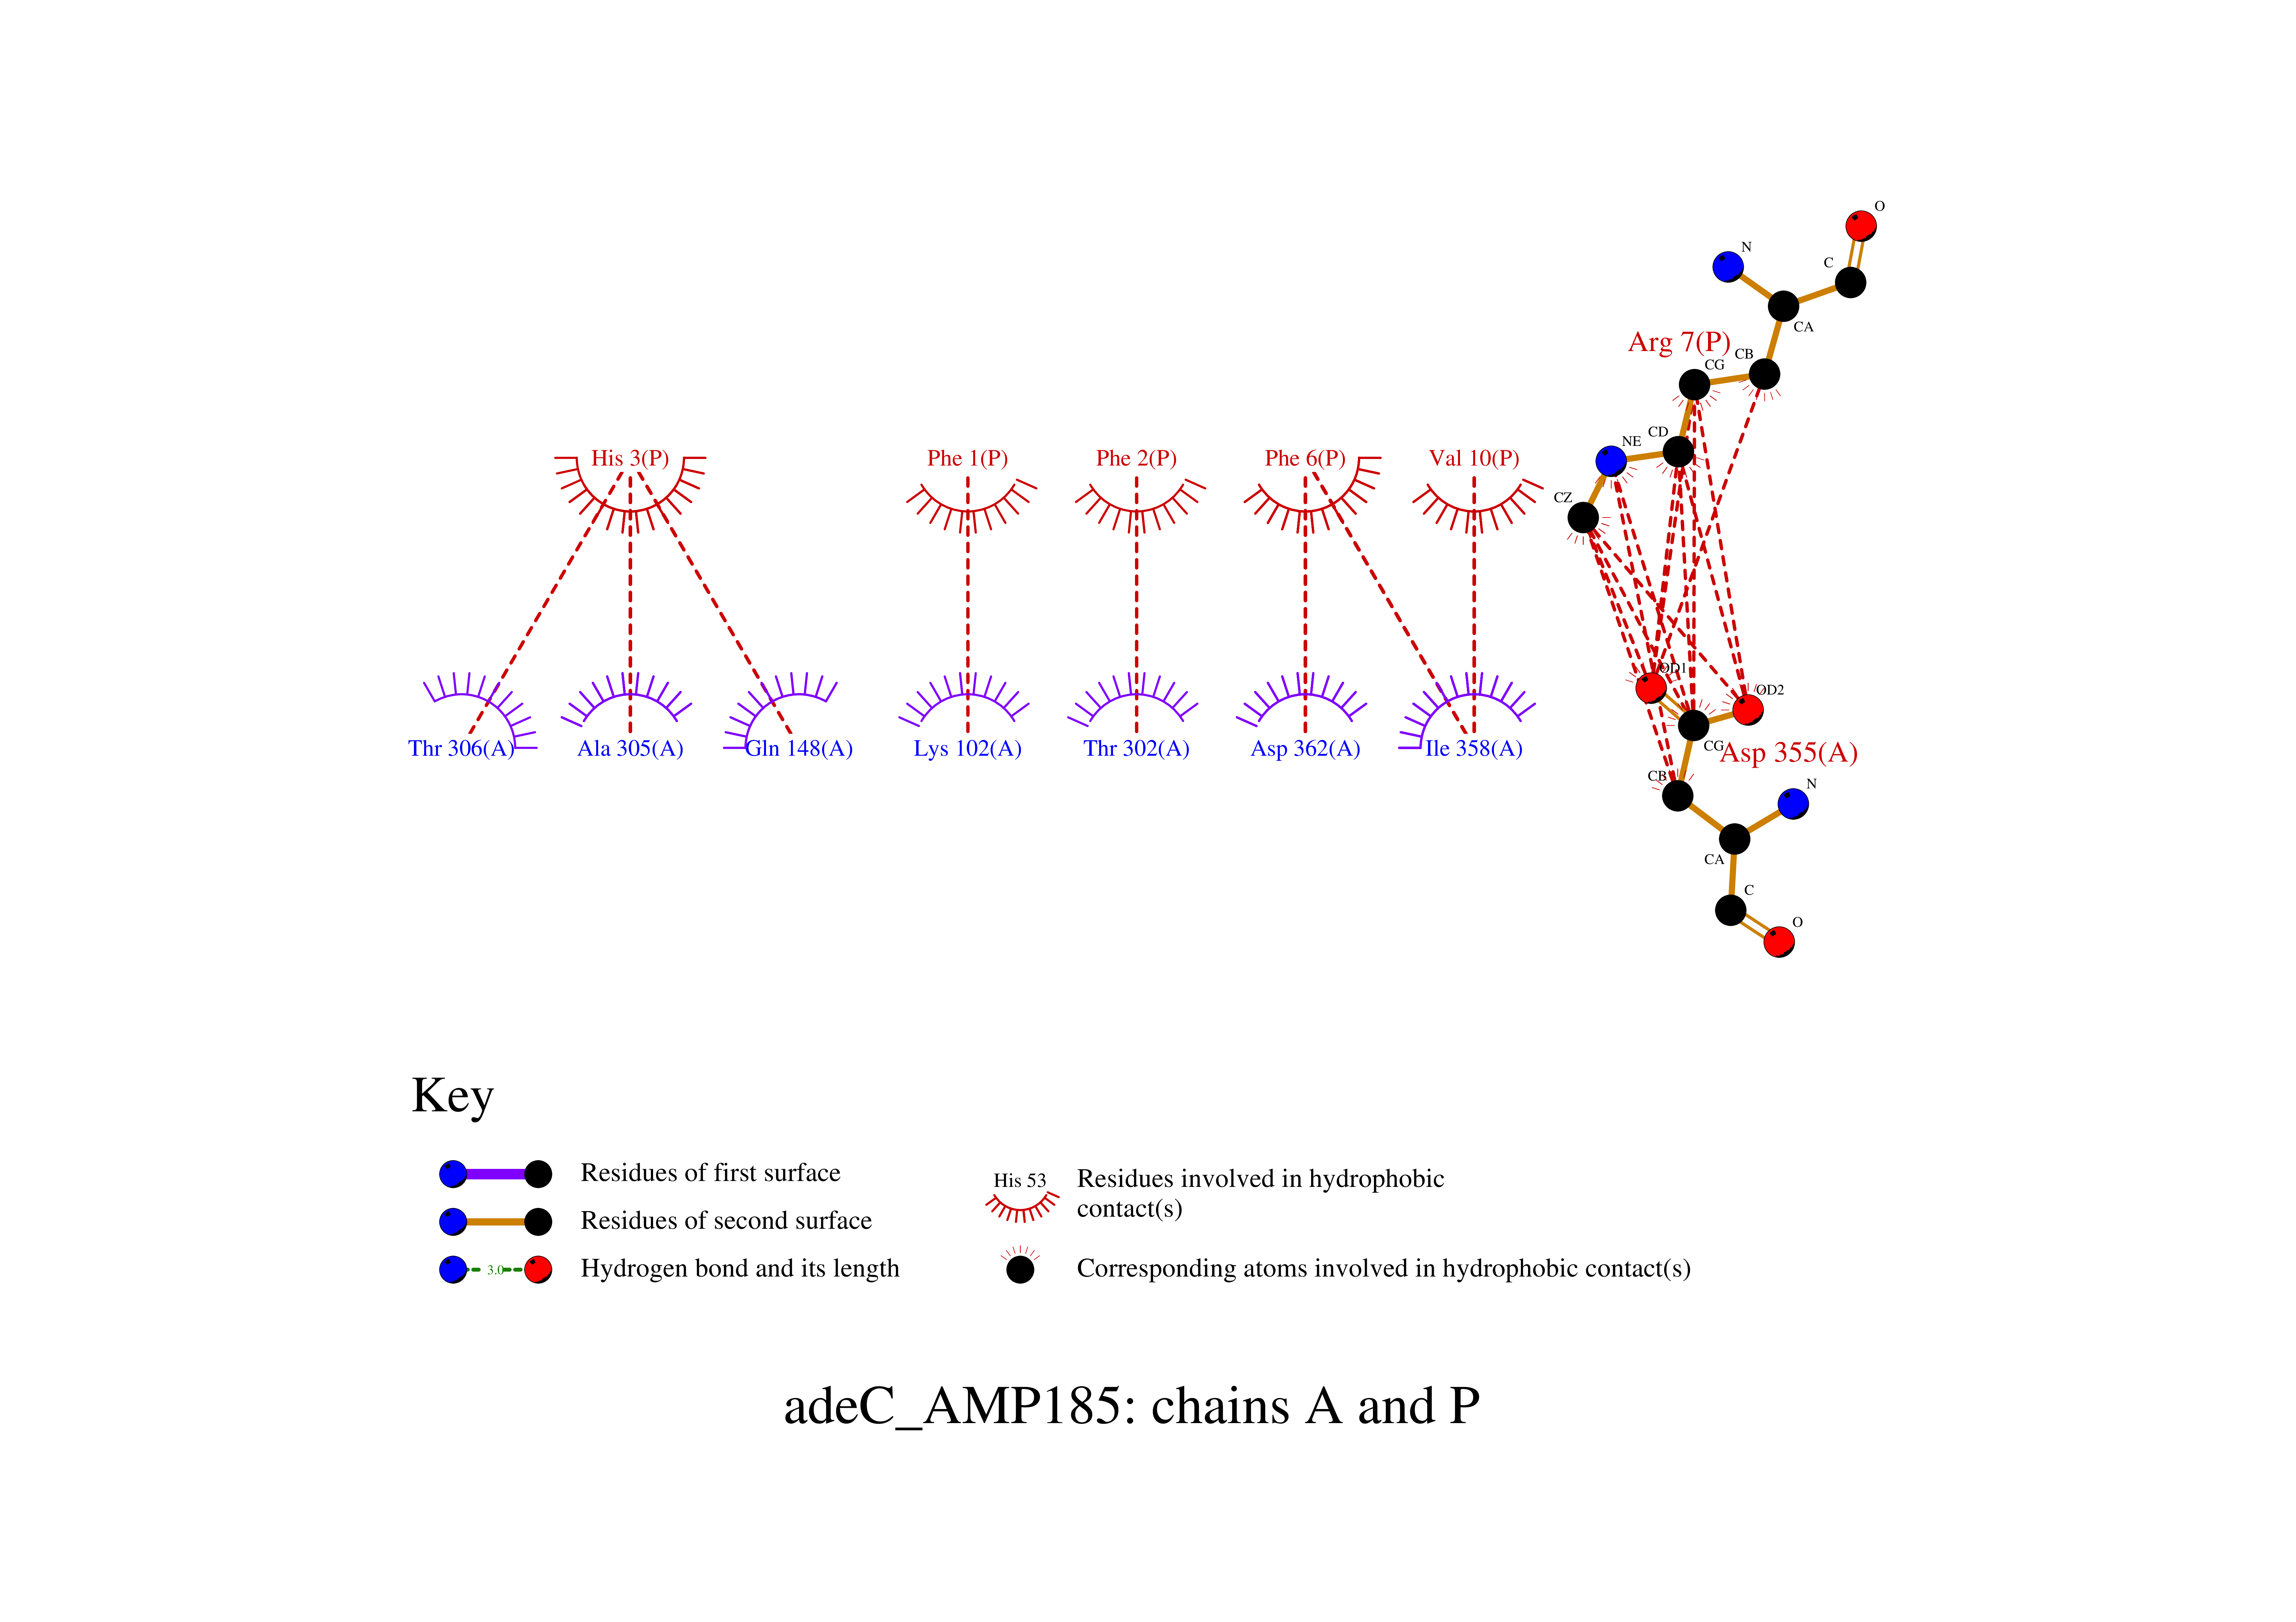 O
N
C
CA
Arg 7(P)
CB
CG
CD
NE
CZ
His 3(P)
Phe 1(P)
Phe 2(P)
Phe 6(P)
Val 10(P)
OD1
OD2
CG
Asp 355(A)
Thr 306(A)
Ala 305(A)
Gln 148(A)
Lys 102(A)
Thr 302(A)
Asp 362(A)
Ile 358(A)
CB
N
CA
C
O
Key
Residues of first surface
Residues of second surface
3.0
Hydrogen bond and its length
His 53
Residues involved in hydrophobic
contact(s)
Corresponding atoms involved in hydrophobic contact(s)
adeC_AMP185: chains A and P